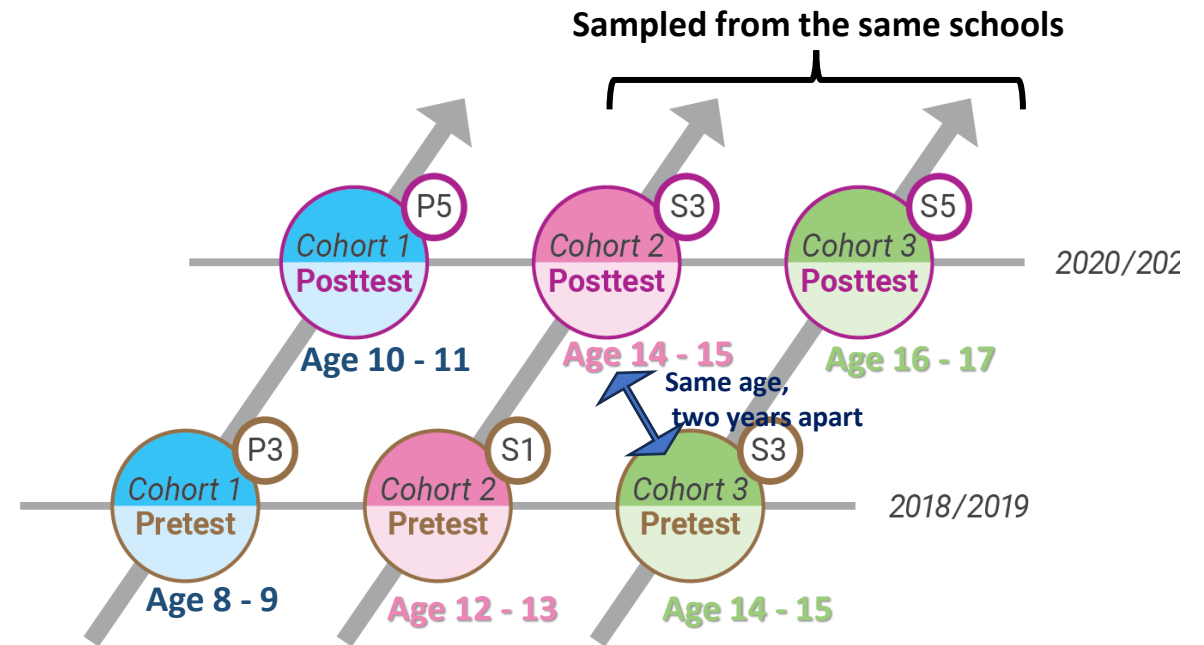 Sampled from the same schools
P5
S3
S5
Cohort 1
Cohort 2
Cohort 3
Posttest
Posttest
Posttest
2020/202
Age 10 - 11
Age 14 - 15
Age 16 - 17
Same age,
two years apart
P3
S1
S3
Cohort 1
Cohort 2
Cohort 3
Pretest
Pretest
Pretest
2018/2019
Age 8 - 9
Age 12 - 13
Age 14 - 15